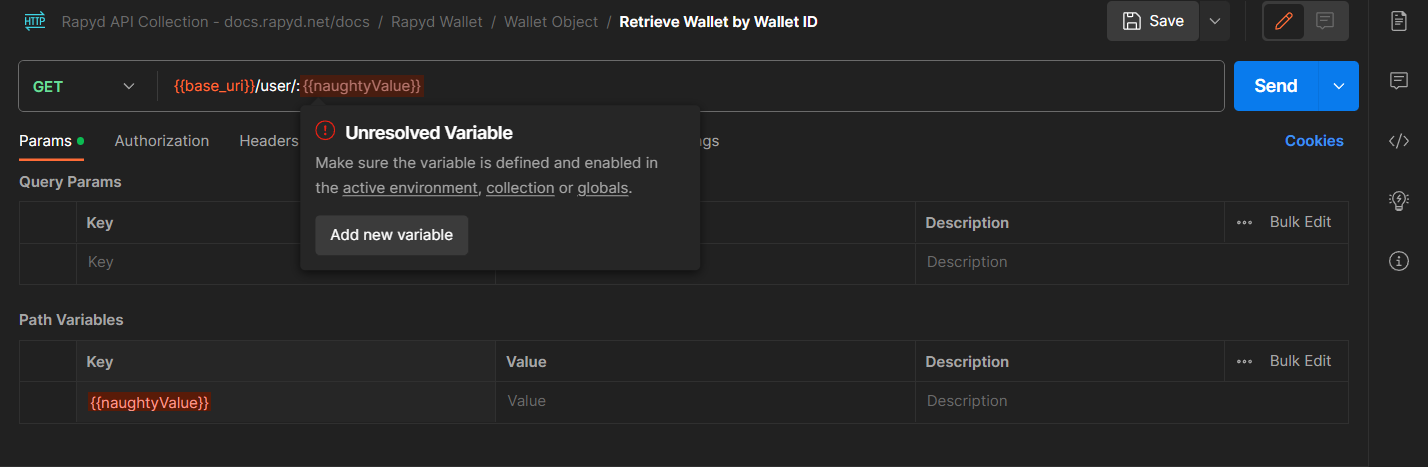 HTTP Rapyd API Collection - docs.rapyd.net/docs / Rapyd Wallet / Wallet Object / Retrieve Wallet by Wallet ID Save
GET {{base_uri}}/user/:{{naughtyValue}} Send
Params Authorization Headers ngs Cookies
Unresolved Variable
Make sure the variable is defined and enabled in
the active environment, collection or globals.
Add new variable
Query Params
Key Description Bulk Edit
Key Description
Path Variables
Key Value Description Bulk Edit
{{naughtyValue}} Value Description